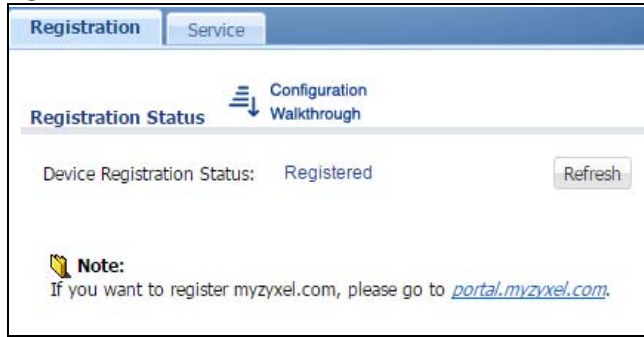 Registration
Service
Configuration
Walkthrough
Registration Status
Device Registration Status:
Registered
Refresh
Note:
If you want to register myzyxel.com, please go to portal.myzyxel.com.